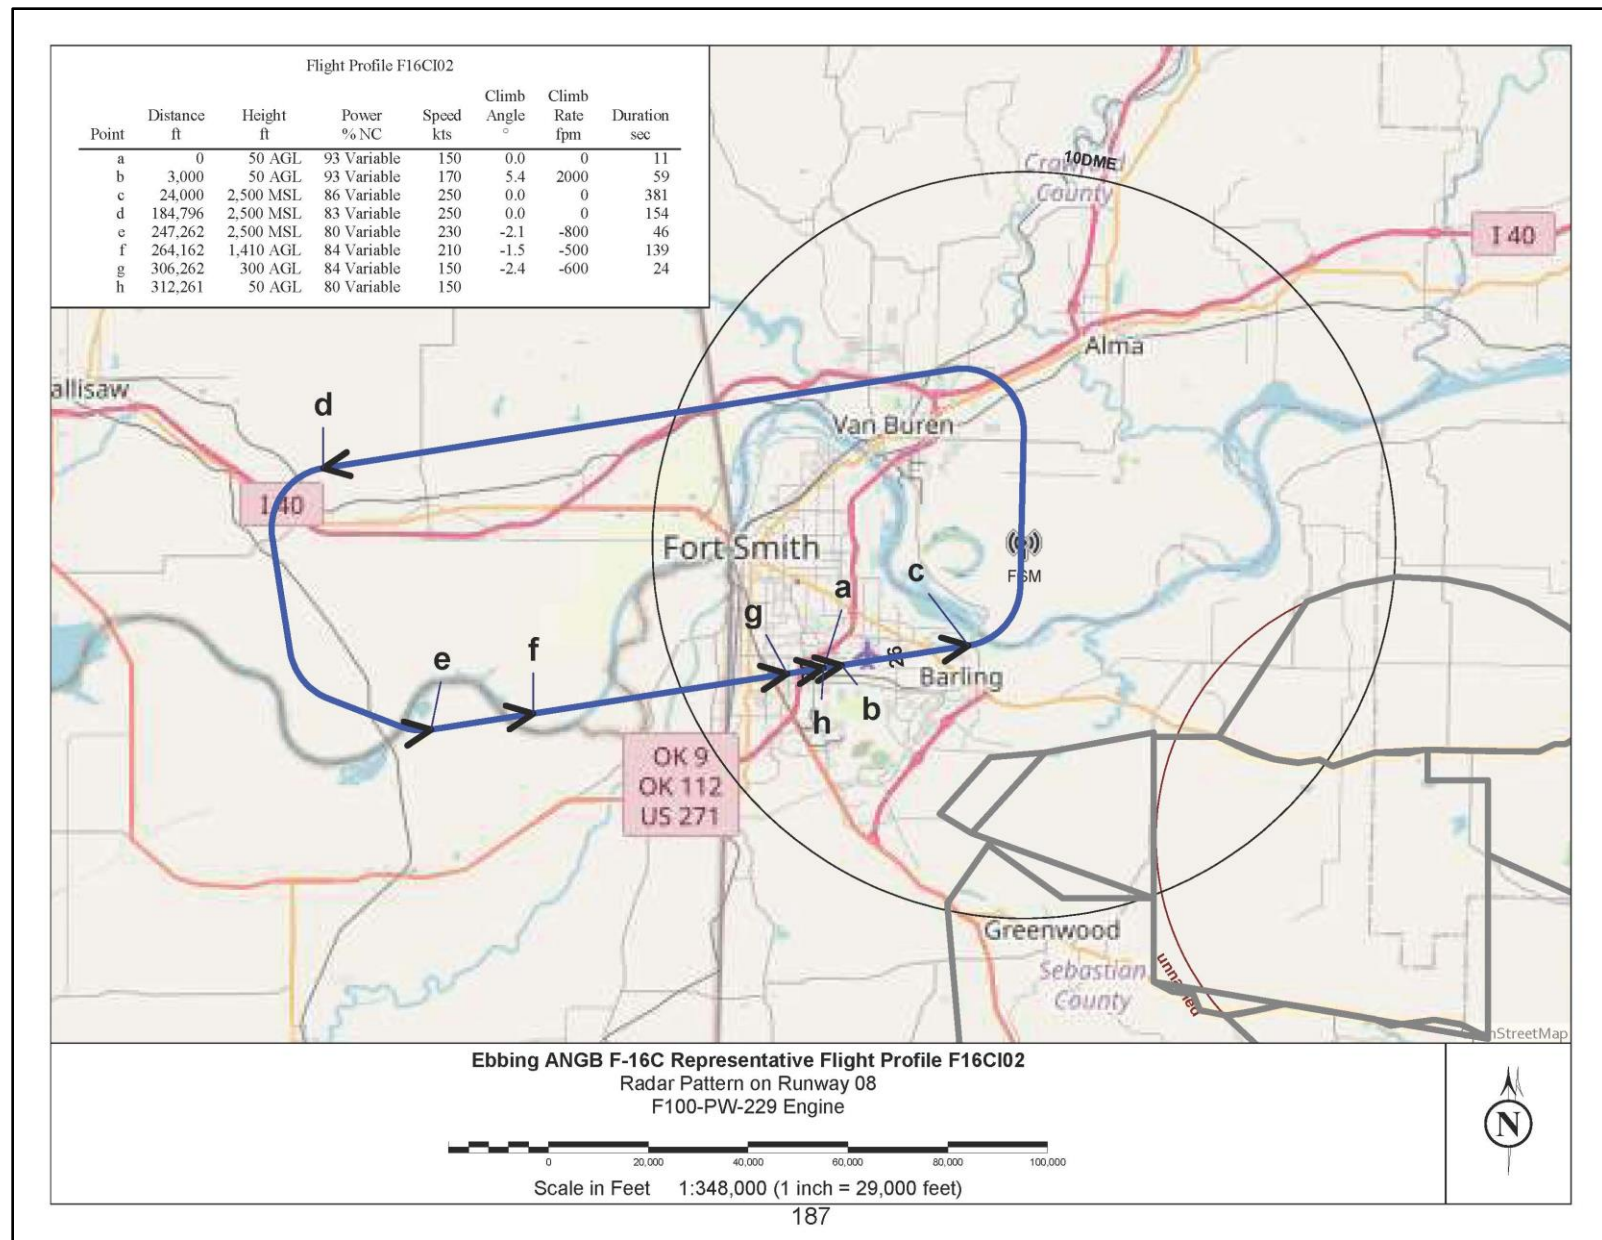 Flight Profile F16CI02
Climb Climb
Distance Height Power Speed Angle Rate Duration
Point ft ft % NC kts ° fpm sec
a 0 50 AGL 93 Variable 150 0.0 0 11
b 3,000 50 AGL 93 Variable 170 5.4 2000 59
c 24,000 2,500 MSL 86 Variable 250 0.0 0 381
d 184,796 2,500 MSL 83 Variable 250 0.0 0 154
e 247,262 2,500 MSL 80 Variable 230 -2.1 -800 46
f 264,162 1,410 AGL 84 Variable 210 -1.5 -500 139
g 306,262 300 AGL 84 Variable 150 -2.4 -600 24
h 312,261 50 AGL 80 Variable 150
10DME
County
I 40
Alma
allisaw
d
Van Buren
I 40
Fort Smith
FSM
c
a
g
e
f
26
Barling
b
h
OK 9
OK 112
US 271
Greenwood
Sebastian
County
unnamed
nStreetMap
Ebbing ANGB F-16C Representative Flight Profile F16CI02
Radar Pattern on Runway 08
F100-PW-229 Engine
0 20,000 40,000 60,000 80,000 100,000
Scale in Feet 1:348,000 (1 inch = 29,000 feet)
N
187